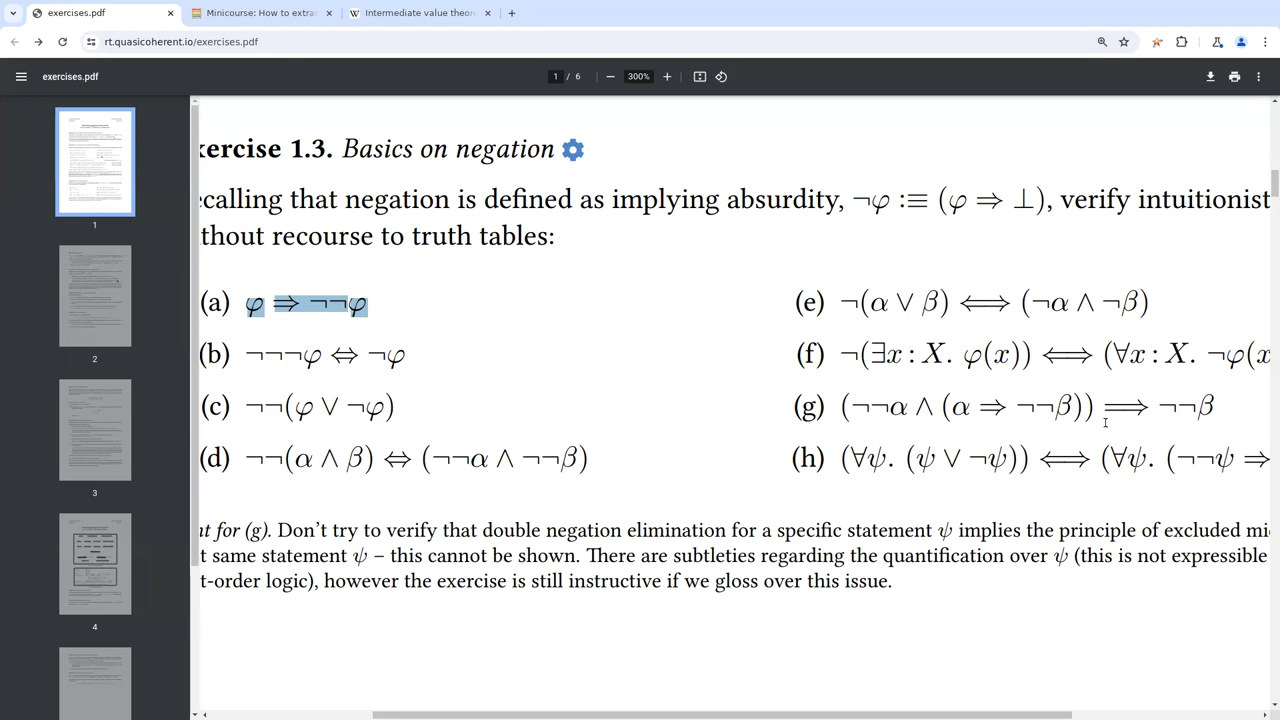 exercises.pdf
Minicourse: How to extra
Intermediate value theor
rt.quasicoherent.io/exercises.pdf
exercises.pdf
1 / 6
300%
1
2
3
4
kercise 1.3. Basics on negation
ecalling that negation is defined as implying absurdity, ¬φ :≡ (φ ⇒ ⊥), verify intuitionist
thout recourse to truth tables:
(a) φ ⇒ ¬¬φ
(b) ¬¬¬φ ⇔ ¬φ
(c) ¬¬(φ ∨ ¬φ)
(d) ¬¬(α ∧ β) ⇔ (¬¬α ∧ ¬¬β)
(e) ¬(α ∨ β) ⟺ (¬α ∧ ¬β)
(f) ¬(∃x : X. φ(x)) ⟺ (∀x : X. ¬φ(x
(g) (¬¬α ∧ (α ⇒ ¬¬β)) ⟹ ¬¬β
(h) (∀ψ. (ψ ∨ ¬ψ)) ⟺ (∀ψ. (¬¬ψ ⇒
nt for (g). Don't try to verify that double negation elimination for a specific statement ψ implies the principle of excluded mi
t same statement ψ – this cannot be shown. There are subtleties regarding the quantification over ψ (this is not expressible
t-order logic), however the exercise is still instructive if we gloss over this issue.